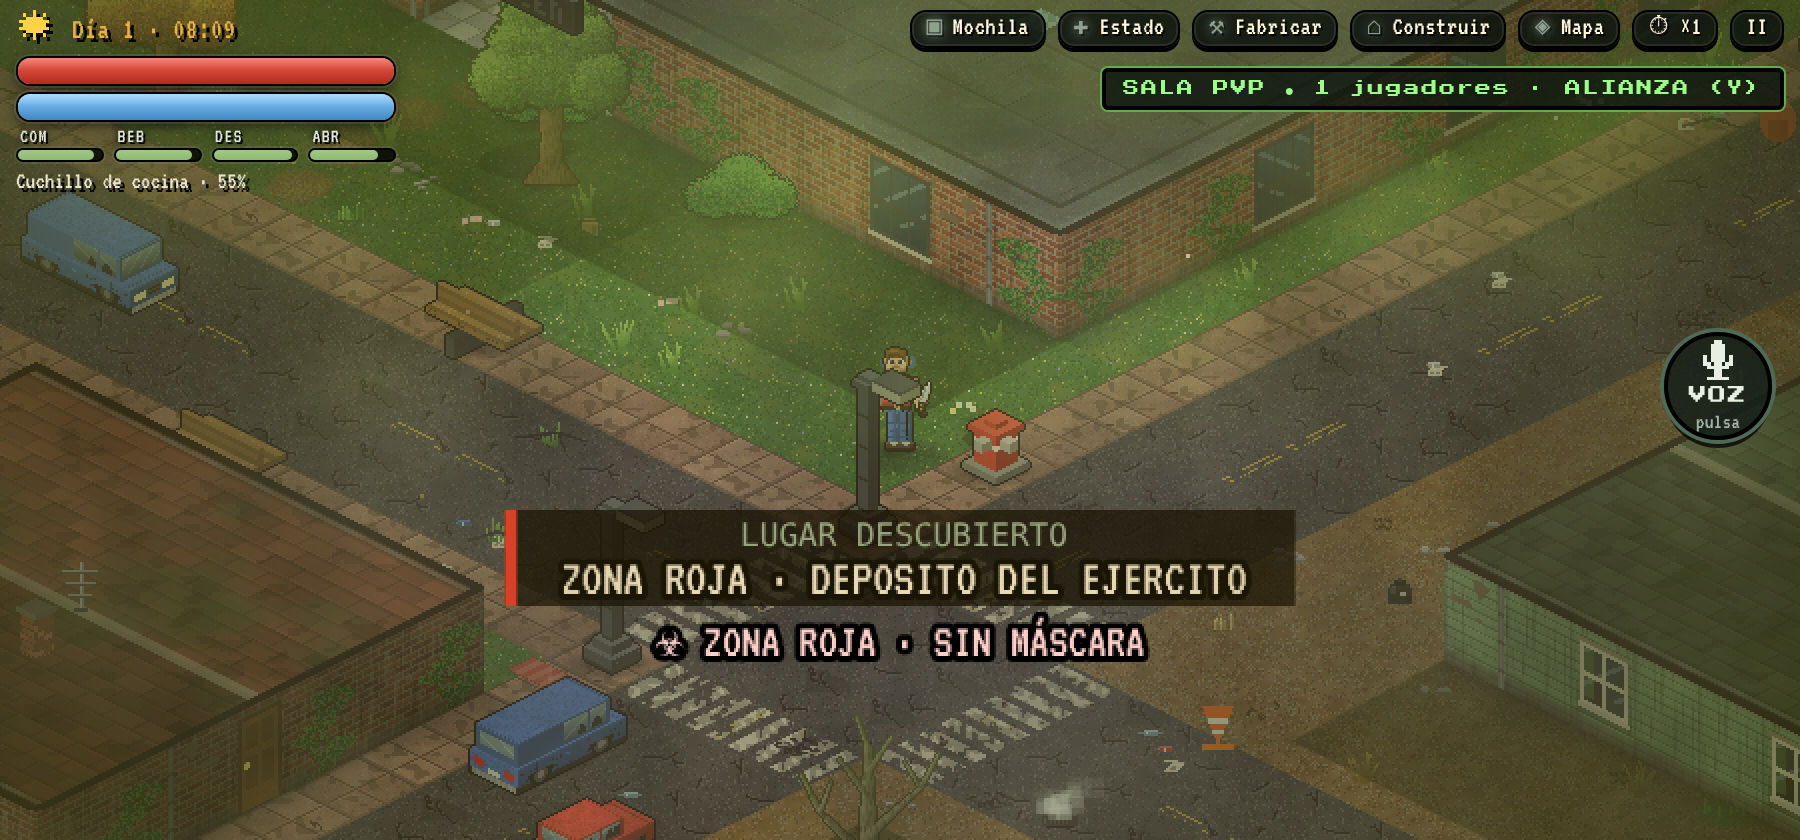 Día 1 · 08:09
Mochila
Estado
Fabricar
Construir
Mapa
X1
II
SALA PVP . 1 jugadores · ALIANZA (Y)
COM BEB DES ABR
Cuchillo de cocina · 55%
VOZ
pulsa
LUGAR DESCUBIERTO
ZONA ROJA · DEPOSITO DEL EJERCITO
☣ ZONA ROJA · SIN MÁSCARA